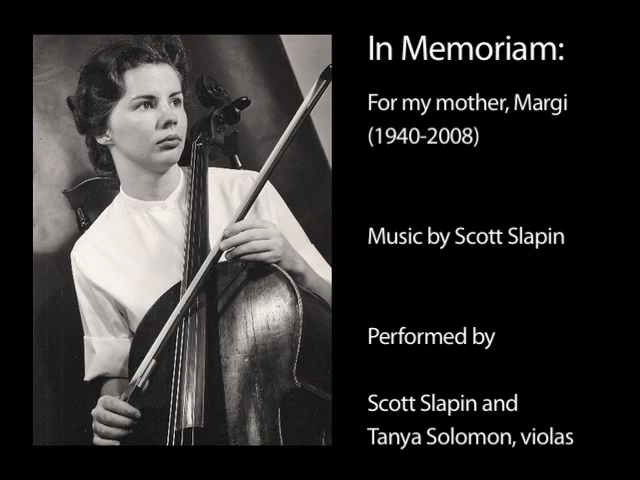 In Memoriam:
For my mother, Margi
(1940-2008)
Music by Scott Slapin
Performed by
Scott Slapin and
Tanya Solomon, violas